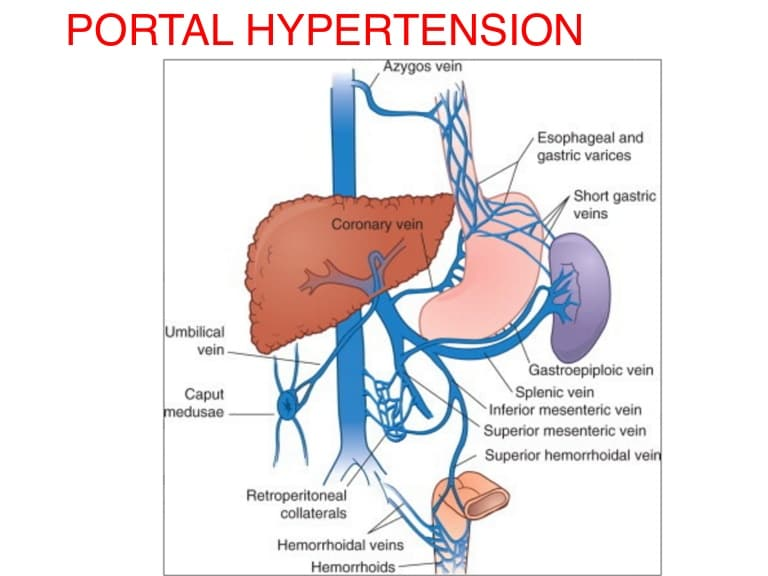 PORTAL HYPERTENSION
Azygos vein
Esophageal and
gastric varices
Short gastric
veins
Coronary vein
Umbilical
vein
Caput
medusae
Gastroepiploic vein
Splenic vein
Inferior mesenteric vein
Superior mesenteric vein
Superior hemorrhoidal vein
Retroperitoneal
collaterals
Hemorrhoidal veins
Hemorrhoids